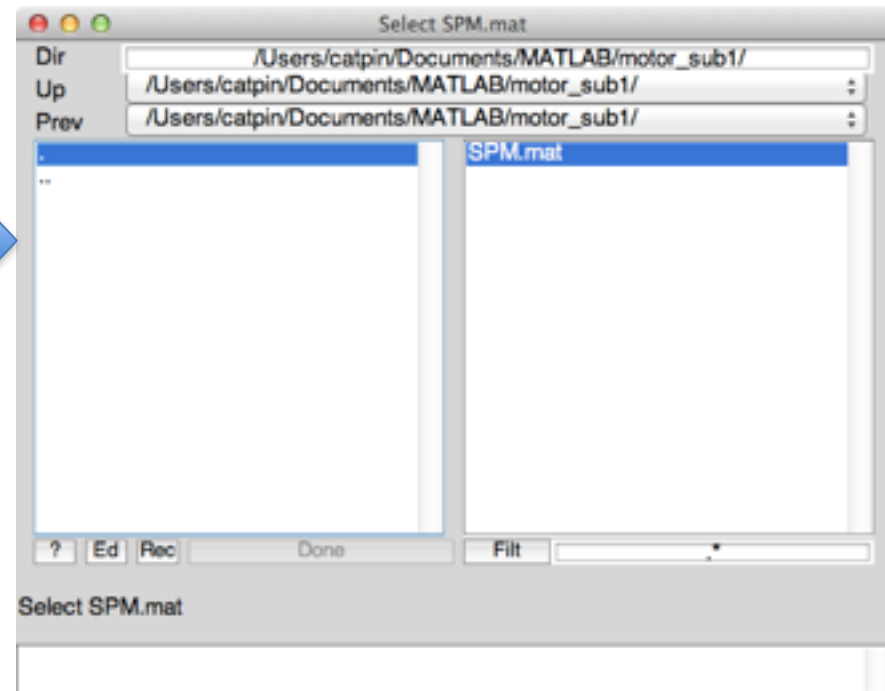 Select SPM.mat
Dir /Users/catpin/Documents/MATLAB/motor_sub1/
Up /Users/catpin/Documents/MATLAB/motor_sub1/
Prev /Users/catpin/Documents/MATLAB/motor_sub1/
. SPM.mat
..
? Ed Rec Done Filt .*
Select SPM.mat